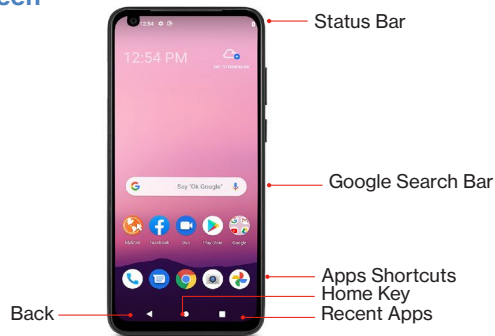 een
12:54
Status Bar
12:54 PM
G
Say "Ok Google"
Google Search Bar
Facebook
Duo
Play Store
Google
Apps Shortcuts
Home Key
Back
Recent Apps